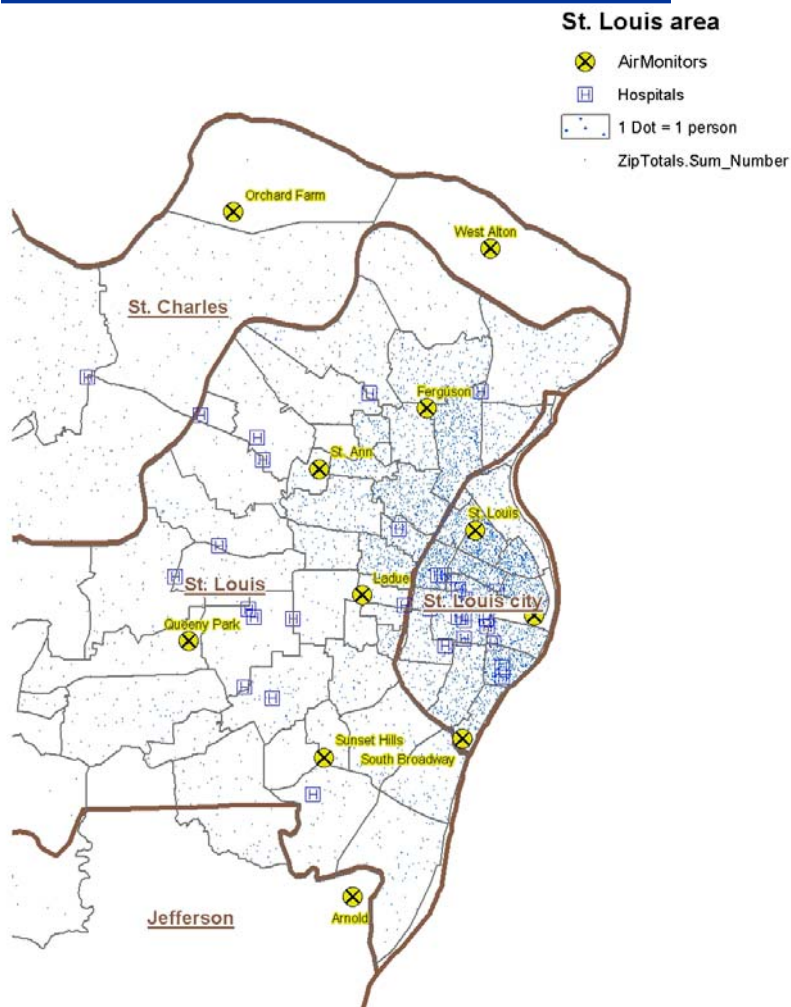 St. Louis area
AirMonitors
H Hospitals
1 Dot = 1 person
ZipTotals.Sum_Number
Orchard Farm
West Alton
St. Charles
H
Ferguson
H
H
H
H
St. Ann
H
St. Louis
H
H
H
St. Louis
Ladue
H
St. Louis city
H
H
H
Queeny Park
H
H
H
H
H
H
Sunset Hills
South Broadway
H
Arnold
Jefferson